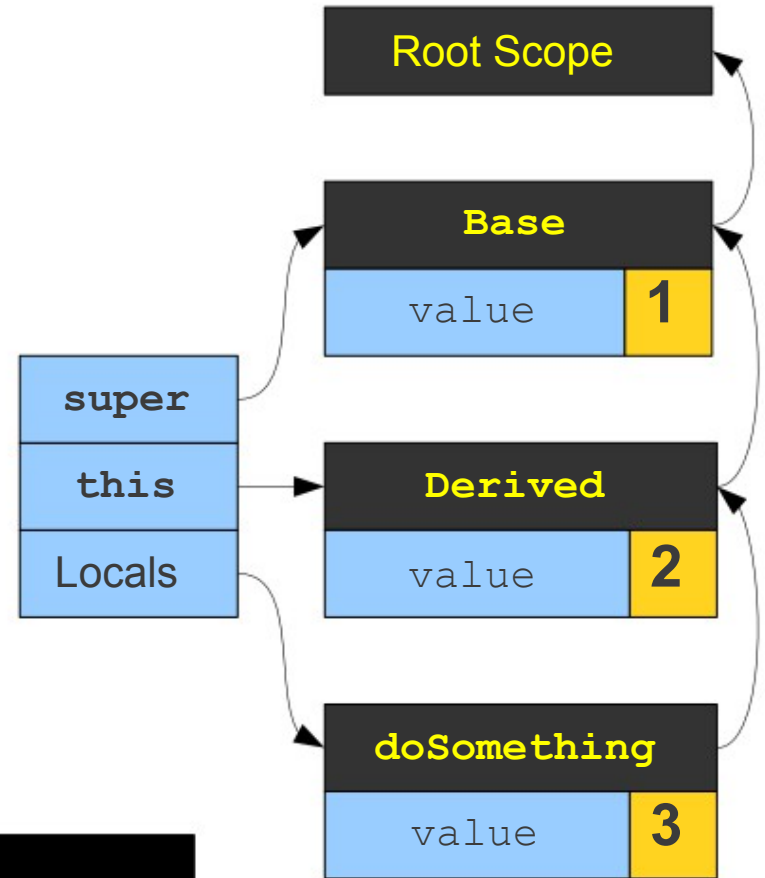 Root Scope
Base
value 1
super
this
Locals
Derived
value 2
doSomething
value 3